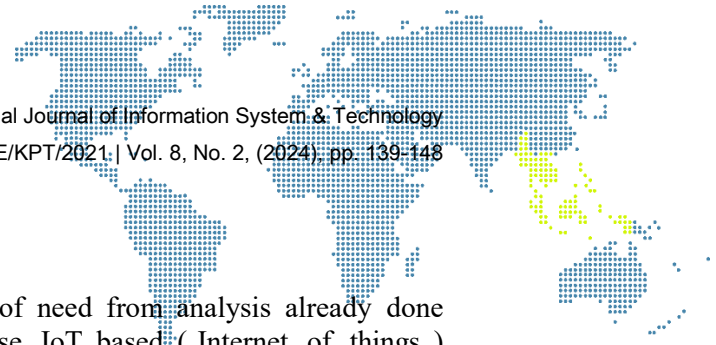 al Journal of Information System & Technology
E/KPT/2021 | Vol. 8, No. 2, (2024), pp. 139-148
of need from analysis already done
se IoT based ( Internet of things )